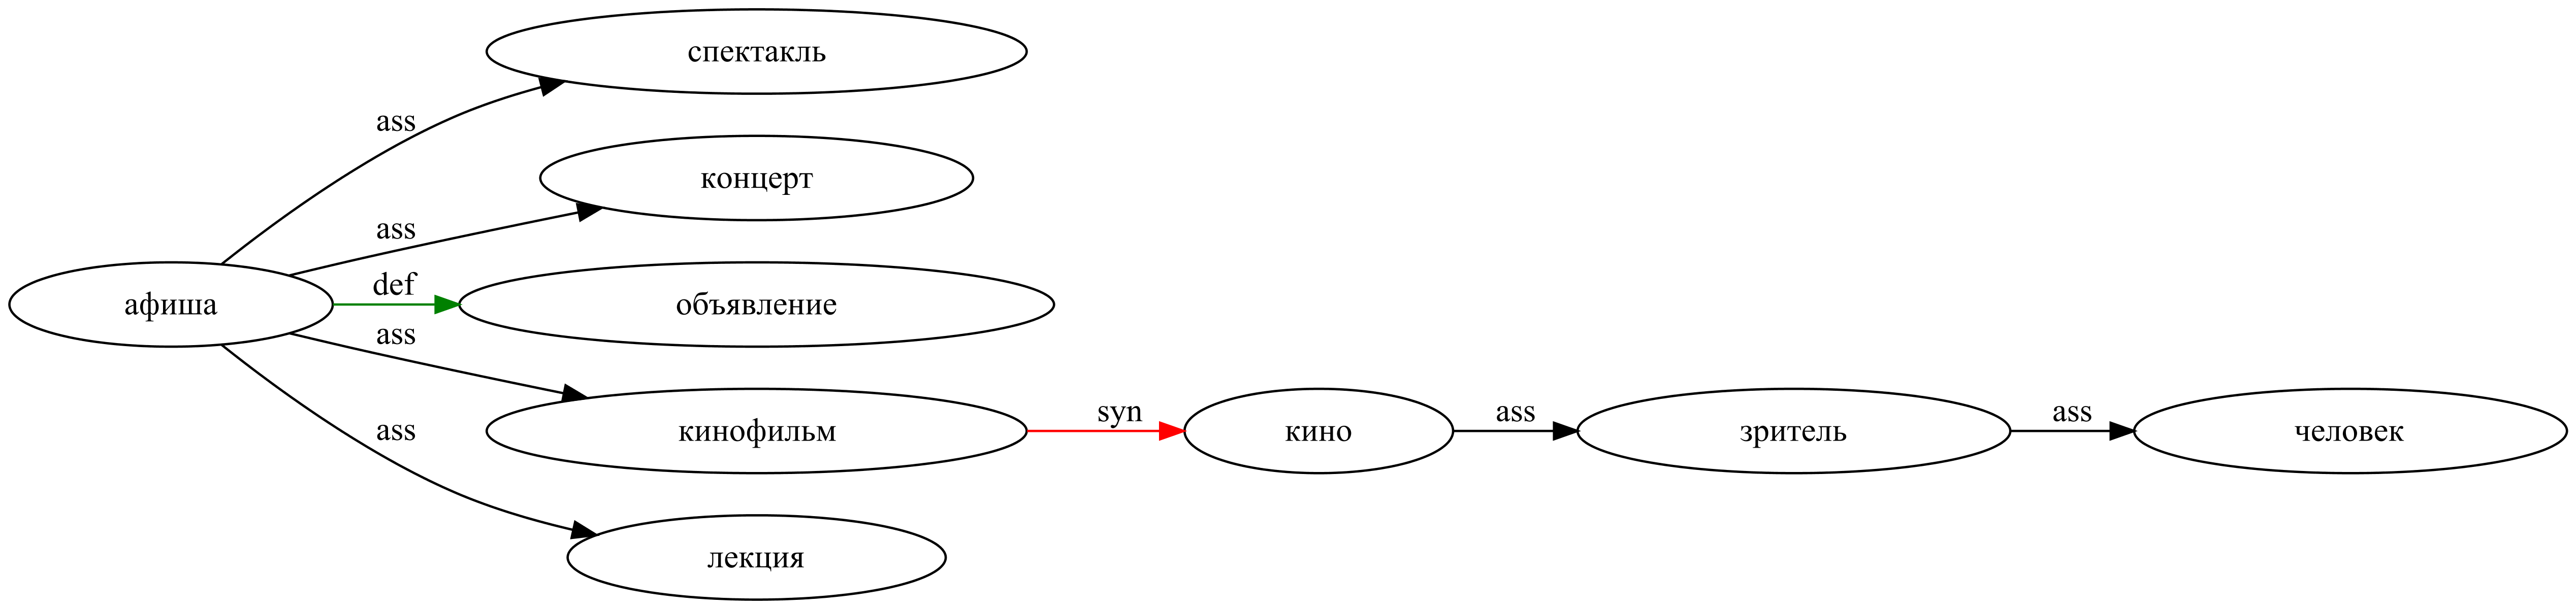 спектакль
ass
концерт
ass
def
афиша
объявление
ass
кинофильм
syn
кино
ass
зритель
ass
человек
ass
лекция